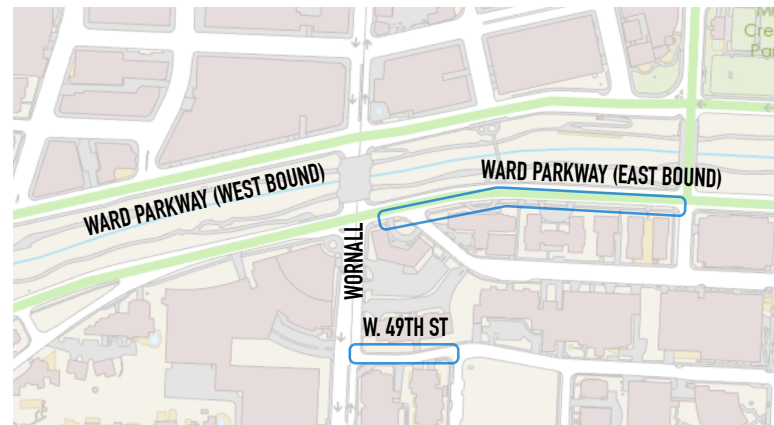 WARD PARKWAY (EAST BOUND)
WARD PARKWAY (WEST BOUND)
WORNALL
W. 49TH ST